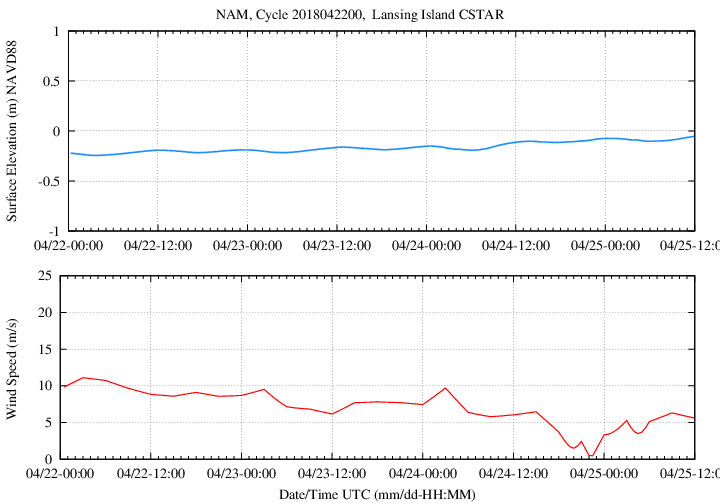 NAM, Cycle 2018042200, Lansing Island CSTAR
Surface Elevation (m) NAVD88
1
0.5
0
-0.5
-1
04/22-00:00 04/22-12:00 04/23-00:00 04/23-12:00 04/24-00:00 04/24-12:00 04/25-00:00 04/25-12:0
Wind Speed (m/s)
25
20
15
10
5
0
04/22-00:00 04/22-12:00 04/23-00:00 04/23-12:00 04/24-00:00 04/24-12:00 04/25-00:00 04/25-12:0
Date/Time UTC (mm/dd-HH:MM)